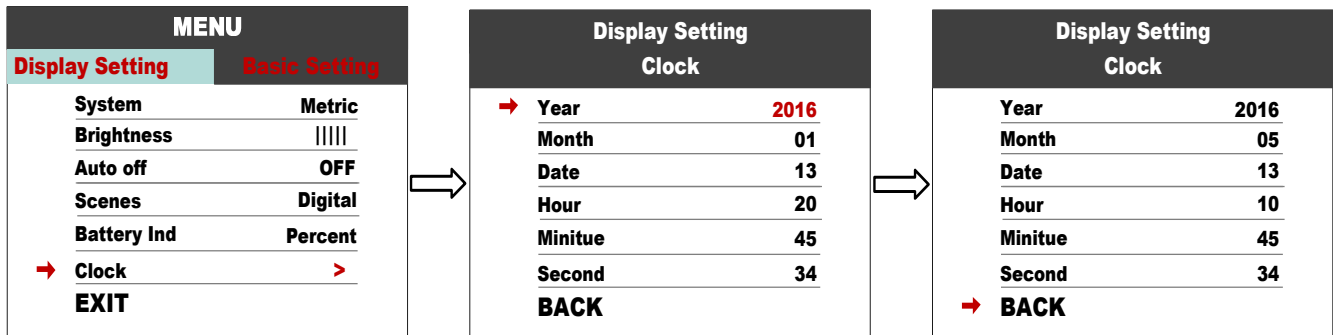 MENU
Display Setting Basic Setting
System Metric
Brightness |||||
Auto off OFF
Scenes Digital
Battery Ind Percent
Clock >
EXIT
Display Setting
Clock
Year 2016
Month 01
Date 13
Hour 20
Minitue 45
Second 34
BACK
Display Setting
Clock
Year 2016
Month 05
Date 13
Hour 10
Minitue 45
Second 34
BACK